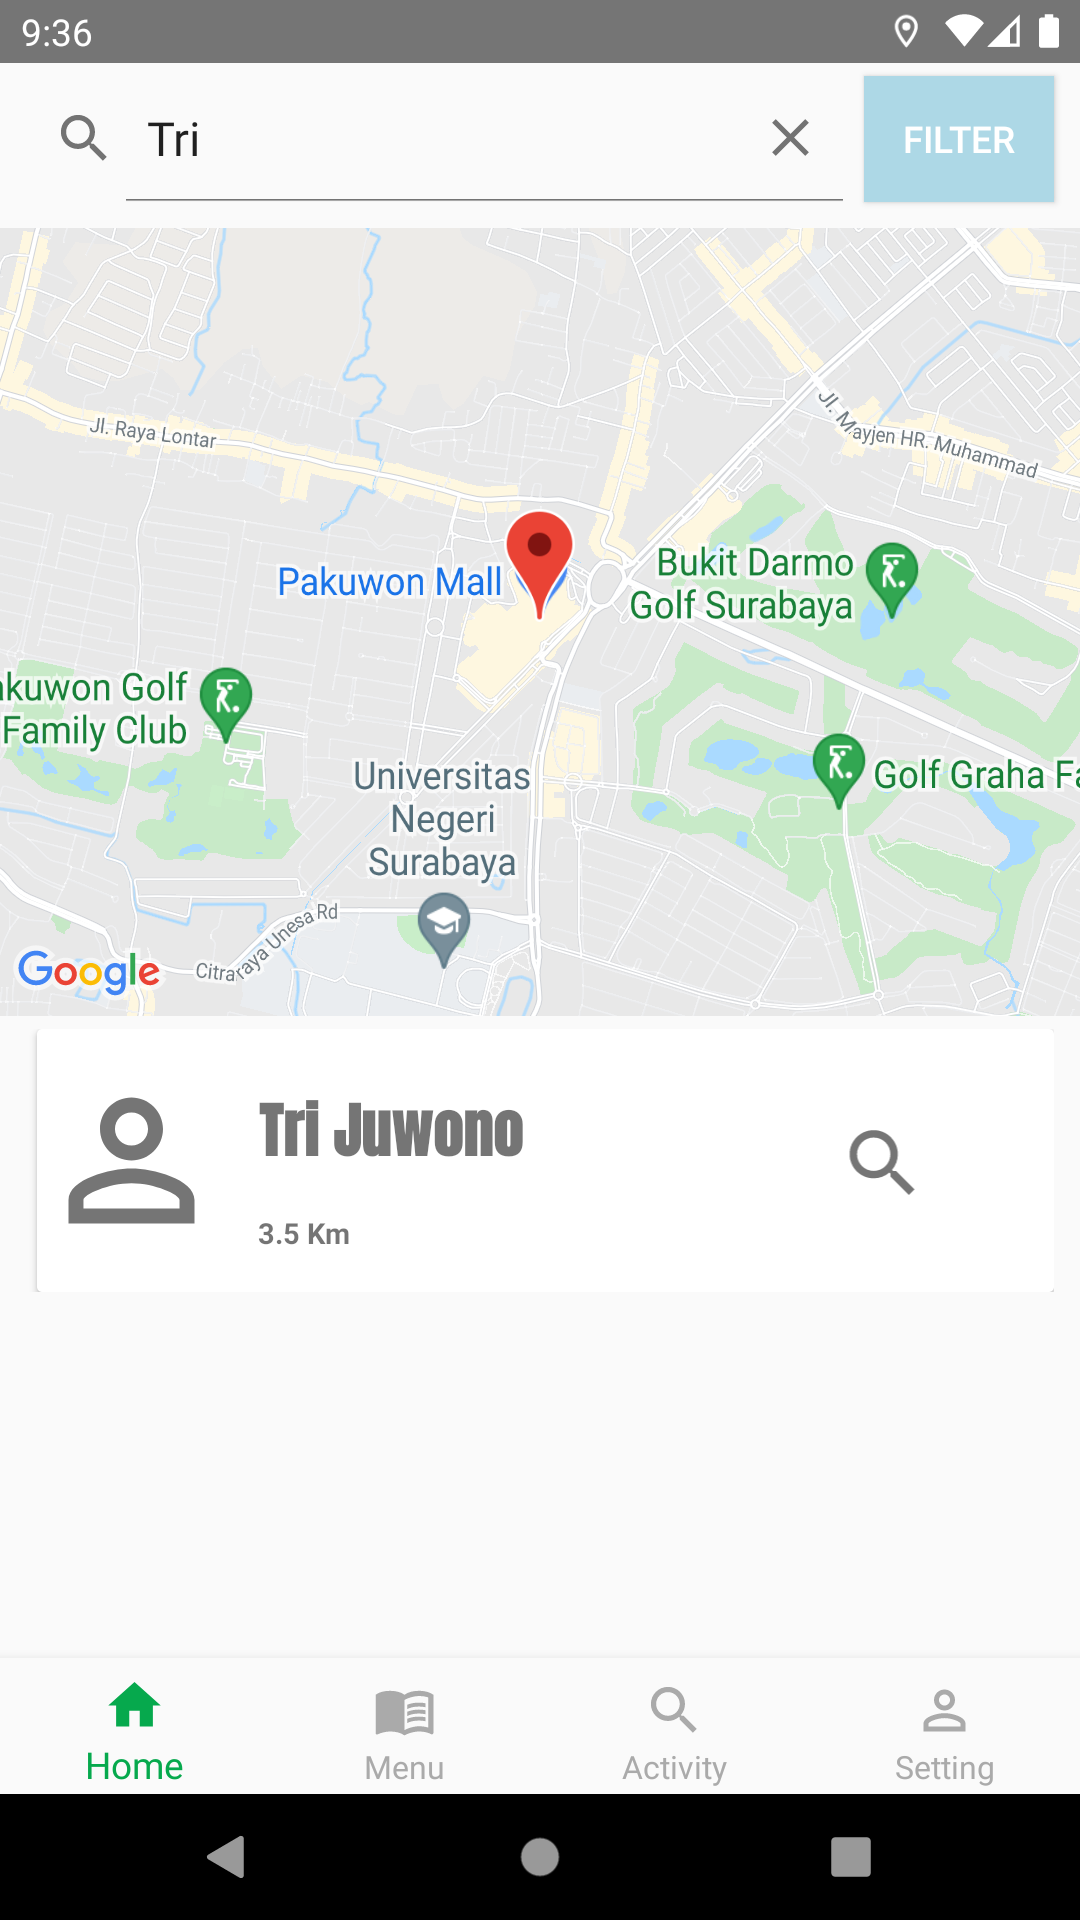 9:36
Tri
FILTER
Jl. Raya Lontar
Jl. Mayjen HR. Muhammad
Pakuwon Mall
Bukit Darmo
Golf Surabaya
akuwon Golf
Family Club
Golf Graha Fa
Universitas
Negeri
Surabaya
Citraraya Unesa Rd
Google
Tri Juwono
3.5 Km
Home
Menu
Activity
Setting